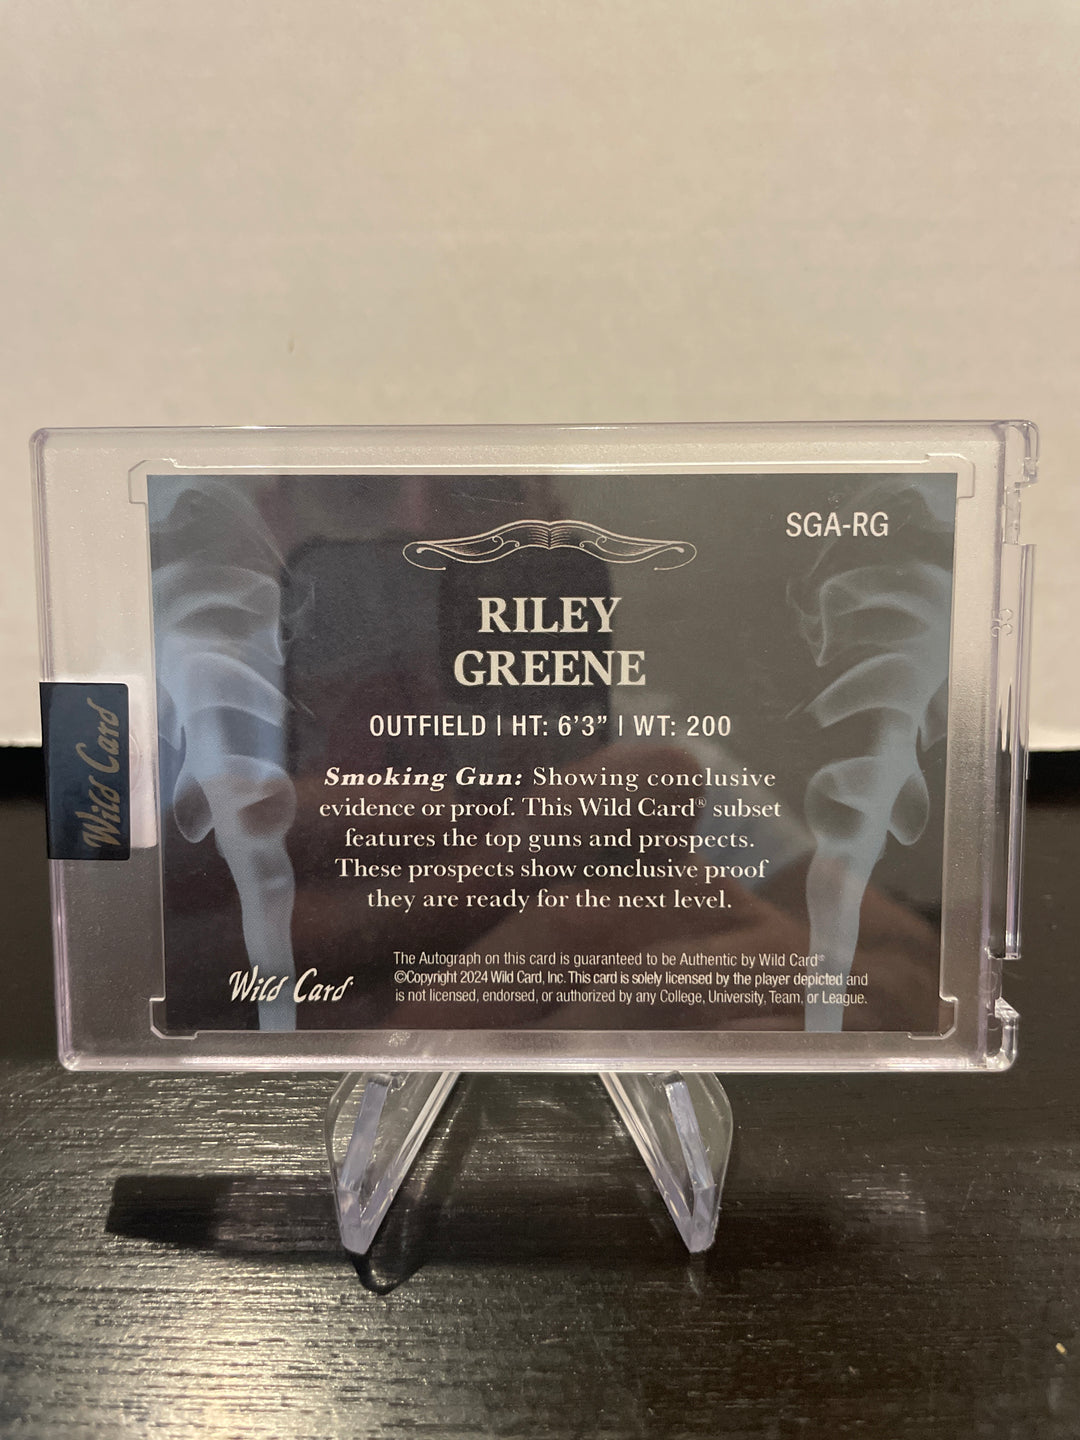 SGA-RG
RILEY
GREENE
OUTFIELD | HT: 6'3” | WT: 200
Smoking Gun: Showing conclusive
evidence or proof. This Wild Card® subset
features the top guns and prospects.
These prospects show conclusive proof
they are ready for the next level.
The Autograph on this card is guaranteed to be Authentic by Wild Card®
©Copyright 2024 Wild Card, Inc. This card is solely licensed by the player depicted and
is not licensed, endorsed, or authorized by any College, University, Team, or League.
Wild Card
Wild Card
35